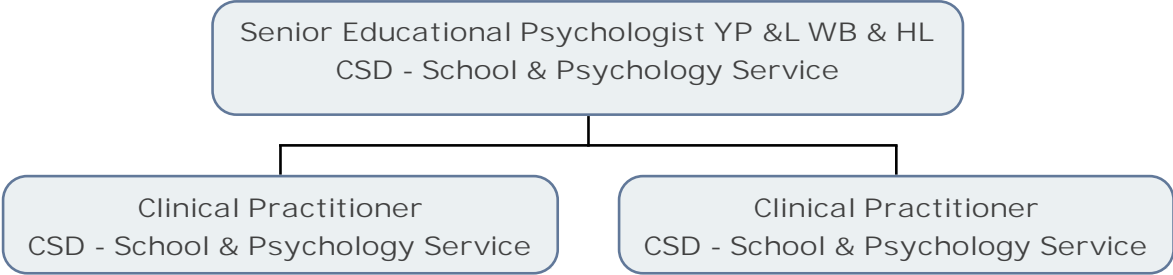 Senior Educational Psychologist YP &L WB & HL
CSD - School & Psychology Service
Clinical Practitioner
CSD - School & Psychology Service
Clinical Practitioner
CSD - School & Psychology Service